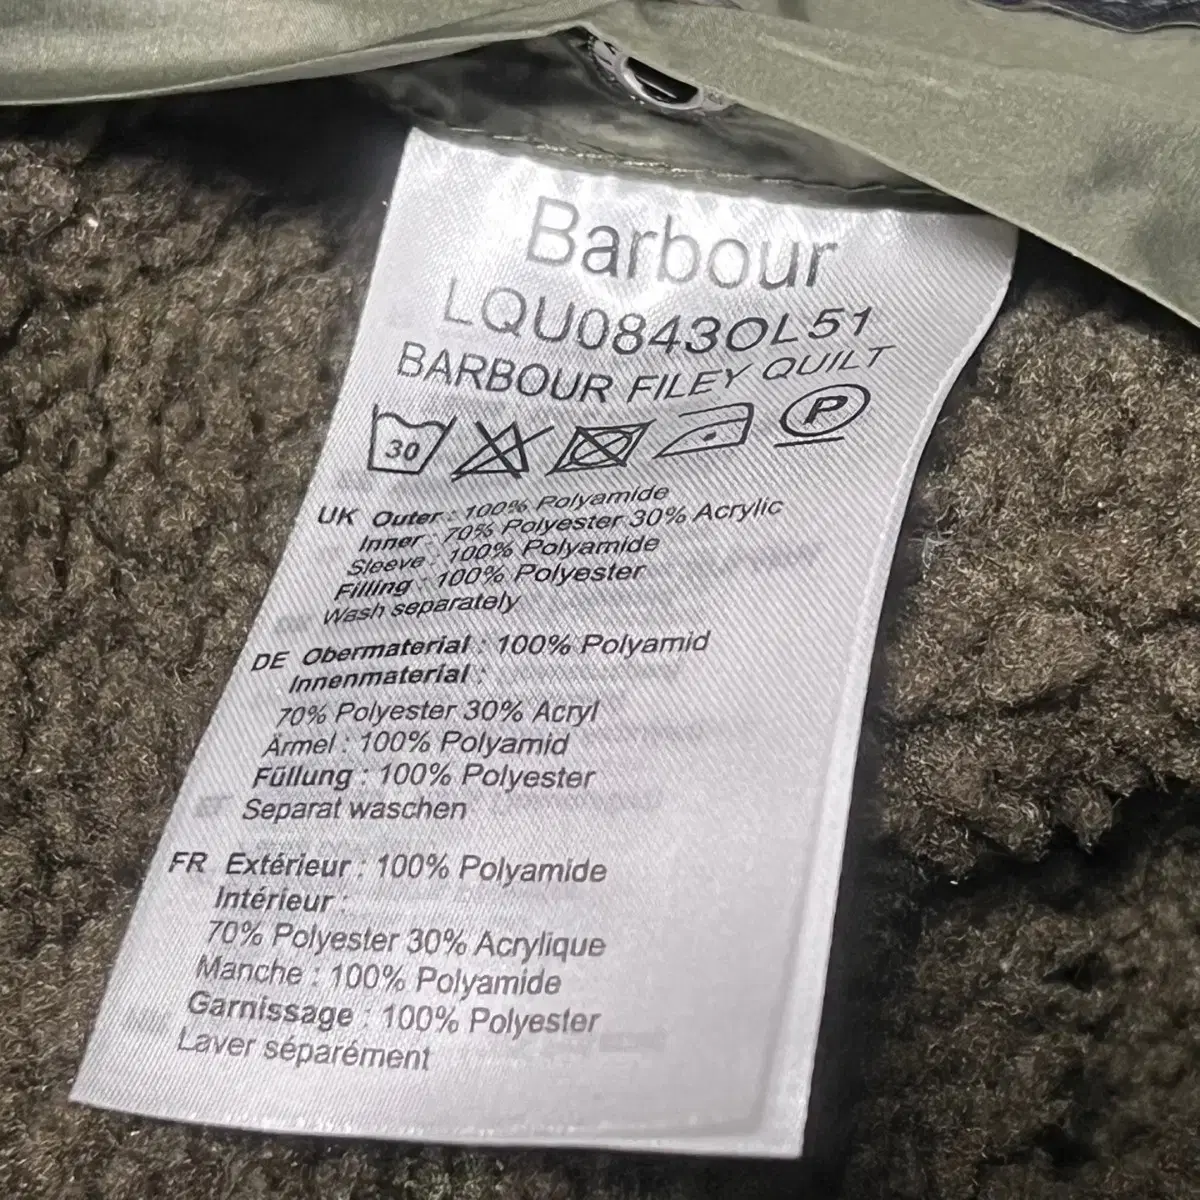 Barbour
LQU0843OL51
BARBOUR FILEY QUILT
30 P
UK Outer : 100% Polyamide
Inner : 70% Polyester 30% Acrylic
Sleeve : 100% Polyamide
Filling : 100% Polyester
Wash separately
DE Obermaterial : 100% Polyamid
Innenmaterial :
70% Polyester 30% Acryl
Ärmel : 100% Polyamid
Füllung : 100% Polyester
Separat waschen
FR Extérieur : 100% Polyamide
Intérieur :
70% Polyester 30% Acrylique
Manche : 100% Polyamide
Garnissage : 100% Polyester
Laver séparément